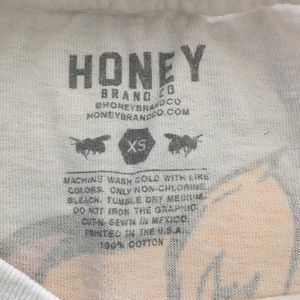 HONEY
BRAND CO
@HONEYBRANDCO
HONEYBRANDCO.COM
XS
MACHINE WASH COLD WITH LIKE
COLORS. ONLY NON-CHLORINE
BLEACH. TUMBLE DRY MEDIUM.
DO NOT IRON THE GRAPHIC.
CUT-N-SEWN IN MEXICO.
PRINTED IN THE U.S.A.
100% COTTON